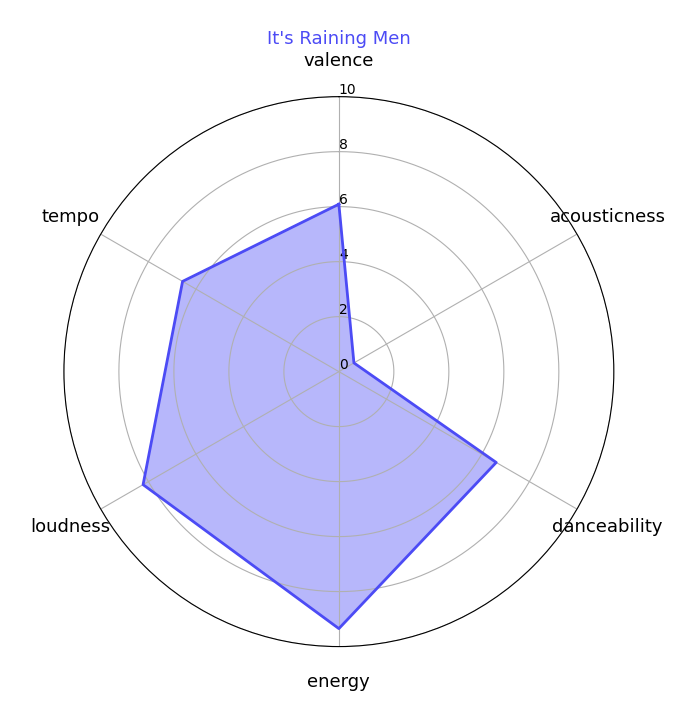 It's Raining Men
valence
10
8
6
4
2
0
tempo
acousticness
loudness
danceability
energy